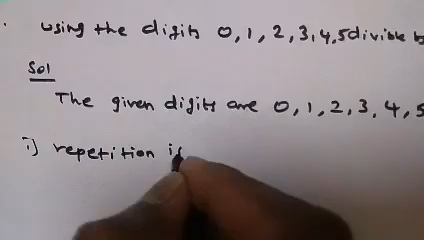 using the digits 0,1,2,3,4,5 divisible b
Sol
The given digits are 0,1,2,3,4,5
i) repetition is